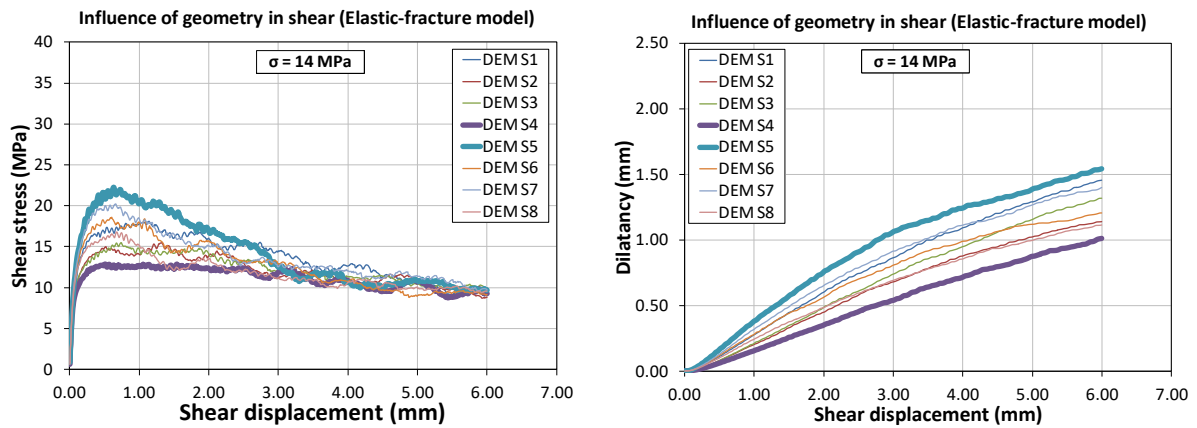 Influence of geometry in shear (Elastic-fracture model)
40
35
30
25
20
15
10
5
0
Shear stress (MPa)
σ = 14 MPa
DEM S1
DEM S2
DEM S3
DEM S4
DEM S5
DEM S6
DEM S7
DEM S8
0.00 1.00 2.00 3.00 4.00 5.00 6.00 7.00
Shear displacement (mm)
Influence of geometry in shear (Elastic-fracture model)
2.50
2.00
1.50
1.00
0.50
0.00
Dilatancy (mm)
σ = 14 MPa
DEM S1
DEM S2
DEM S3
DEM S4
DEM S5
DEM S6
DEM S7
DEM S8
0.00 1.00 2.00 3.00 4.00 5.00 6.00 7.00
Shear displacement (mm)